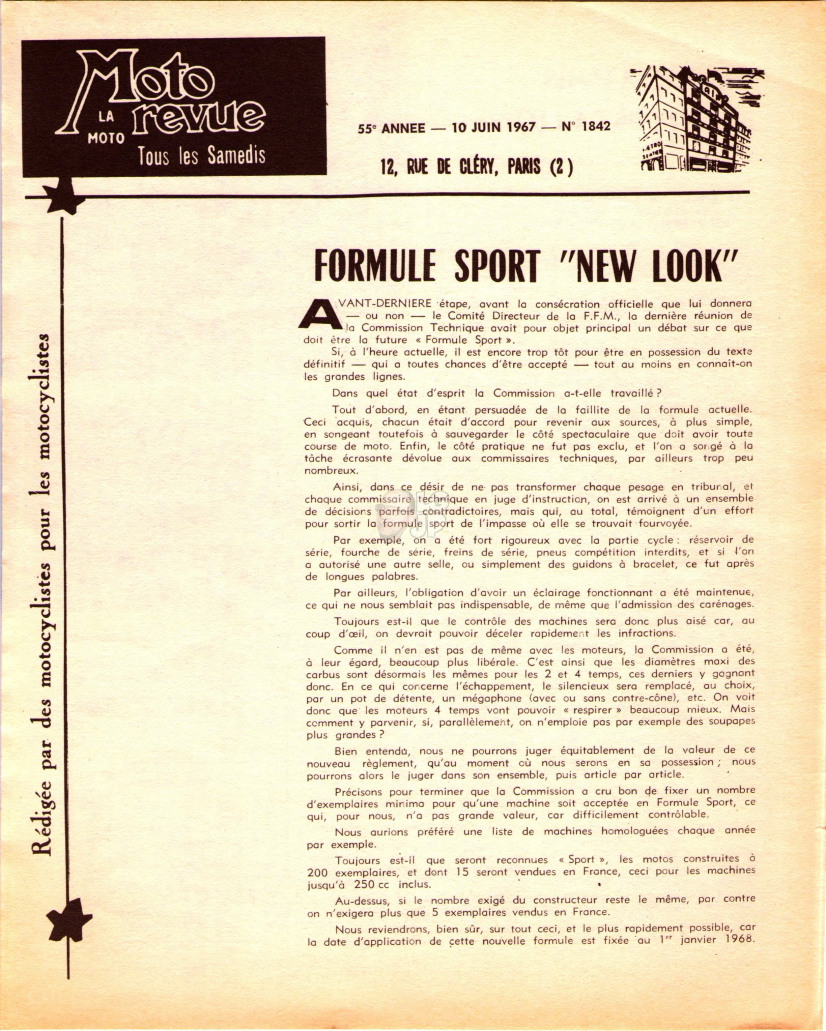 Moto
LA
MOTO
revue
Tous les Samedis
55e ANNEE — 10 JUIN 1967 — N° 1842
12, RUE DE CLÉRY, PARIS (2)
Rédigée par des motocyclistes pour les motocyclistes
FORMULE SPORT "NEW LOOK"
AVANT-DERNIERE étape, avant la consécration officielle que lui donnera
— ou non — le Comité Directeur de la F.F.M., la dernière réunion de
la Commission Technique avait pour objet principal un débat sur ce que
doit être la future « Formule Sport ».
Si, à l'heure actuelle, il est encore trop tôt pour être en possession du texte
définitif — qui a toutes chances d'être accepté — tout au moins en connaît-on
les grandes lignes.
Dans quel état d'esprit la Commission a-t-elle travaillé ?
Tout d'abord, en étant persuadée de la faillite de la formule actuelle.
Ceci acquis, chacun était d'accord pour revenir aux sources, à plus simple,
en songeant toutefois à sauvegarder le côté spectaculaire que doit avoir toute
course de moto. Enfin, le côté pratique ne fut pas exclu, et l'on a songé à la
tâche écrasante dévolue aux commissaires techniques, par ailleurs trop peu
nombreux.
Ainsi, dans ce désir de ne pas transformer chaque pesage en tribunal, et
chaque commissaire technique en juge d'instruction, on est arrivé à un ensemble
de décisions parfois contradictoires, mais qui, au total, témoignent d'un effort
pour sortir la formule sport de l'impasse où elle se trouvait fourvoyée.
Par exemple, on a été fort rigoureux avec la partie cycle : réservoir de
série, fourche de série, freins de série, pneus compétition interdits, et si l'on
a autorisé une autre selle, ou simplement des guidons à bracelet, ce fut après
de longues palabres.
Par ailleurs, l'obligation d'avoir un éclairage fonctionnant a été maintenue,
ce qui ne nous semblait pas indispensable, de même que l'admission des carénages.
Toujours est-il que le contrôle des machines sera donc plus aisé car, au
coup d'œil, on devrait pouvoir déceler rapidement les infractions.
Comme il n'en est pas de même avec les moteurs, la Commission a été,
à leur égard, beaucoup plus libérale. C'est ainsi que les diamètres maxi des
carbus sont désormais les mêmes pour les 2 et 4 temps, ces derniers y gagnant
donc. En ce qui concerne l'échappement, le silencieux sera remplacé, au choix,
par un pot de détente, un mégaphone (avec ou sans contre-cône), etc. On voit
donc que les moteurs 4 temps vont pouvoir « respirer » beaucoup mieux. Mais
comment y parvenir, si, parallèlement, on n'emploie pas par exemple des soupapes
plus grandes ?
Bien entendu, nous ne pourrons juger équitablement de la valeur de ce
nouveau règlement, qu'au moment où nous serons en sa possession ; nous
pourrons alors le juger dans son ensemble, puis article par article.
Précisons pour terminer que la Commission a cru bon de fixer un nombre
d'exemplaires minima pour qu'une machine soit acceptée en Formule Sport, ce
qui, pour nous, n'a pas grande valeur, car difficilement contrôlable.
Nous aurions préféré une liste de machines homologuées chaque année
par exemple.
Toujours est-il que seront reconnues « Sport », les motos construites à
200 exemplaires, et dont 15 seront vendues en France, ceci pour les machines
jusqu'à 250 cc inclus.
Au-dessus, si le nombre exigé du constructeur reste le même, par contre
on n'exigera plus que 5 exemplaires vendus en France.
Nous reviendrons, bien sûr, sur tout ceci, et le plus rapidement possible, car
la date d'application de cette nouvelle formule est fixée au 1er janvier 1968.